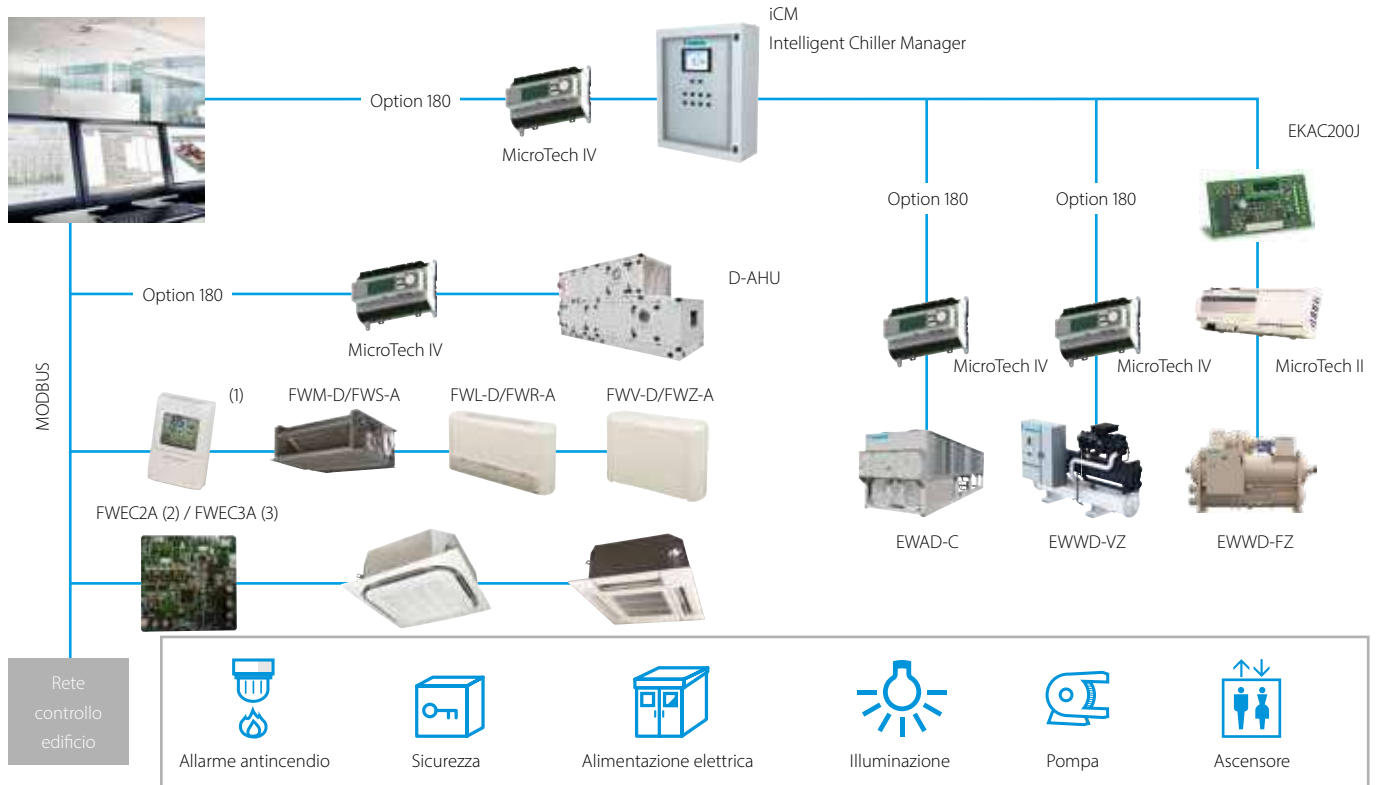 iCM
Intelligent Chiller Manager
Option 180
MicroTech IV
EKAC200J
Option 180
Option 180
D-AHU
Option 180
MicroTech IV
MicroTech IV
MicroTech IV
MicroTech II
MODBUS
(1)
FWM-D/FWS-A
FWL-D/FWR-A
FWV-D/FWZ-A
FWEC2A (2) / FWEC3A (3)
EWAD-C
EWWD-VZ
EWWD-FZ
Rete
controllo
edificio
Allarme antincendio
Sicurezza
Alimentazione elettrica
Illuminazione
Pompa
Ascensore